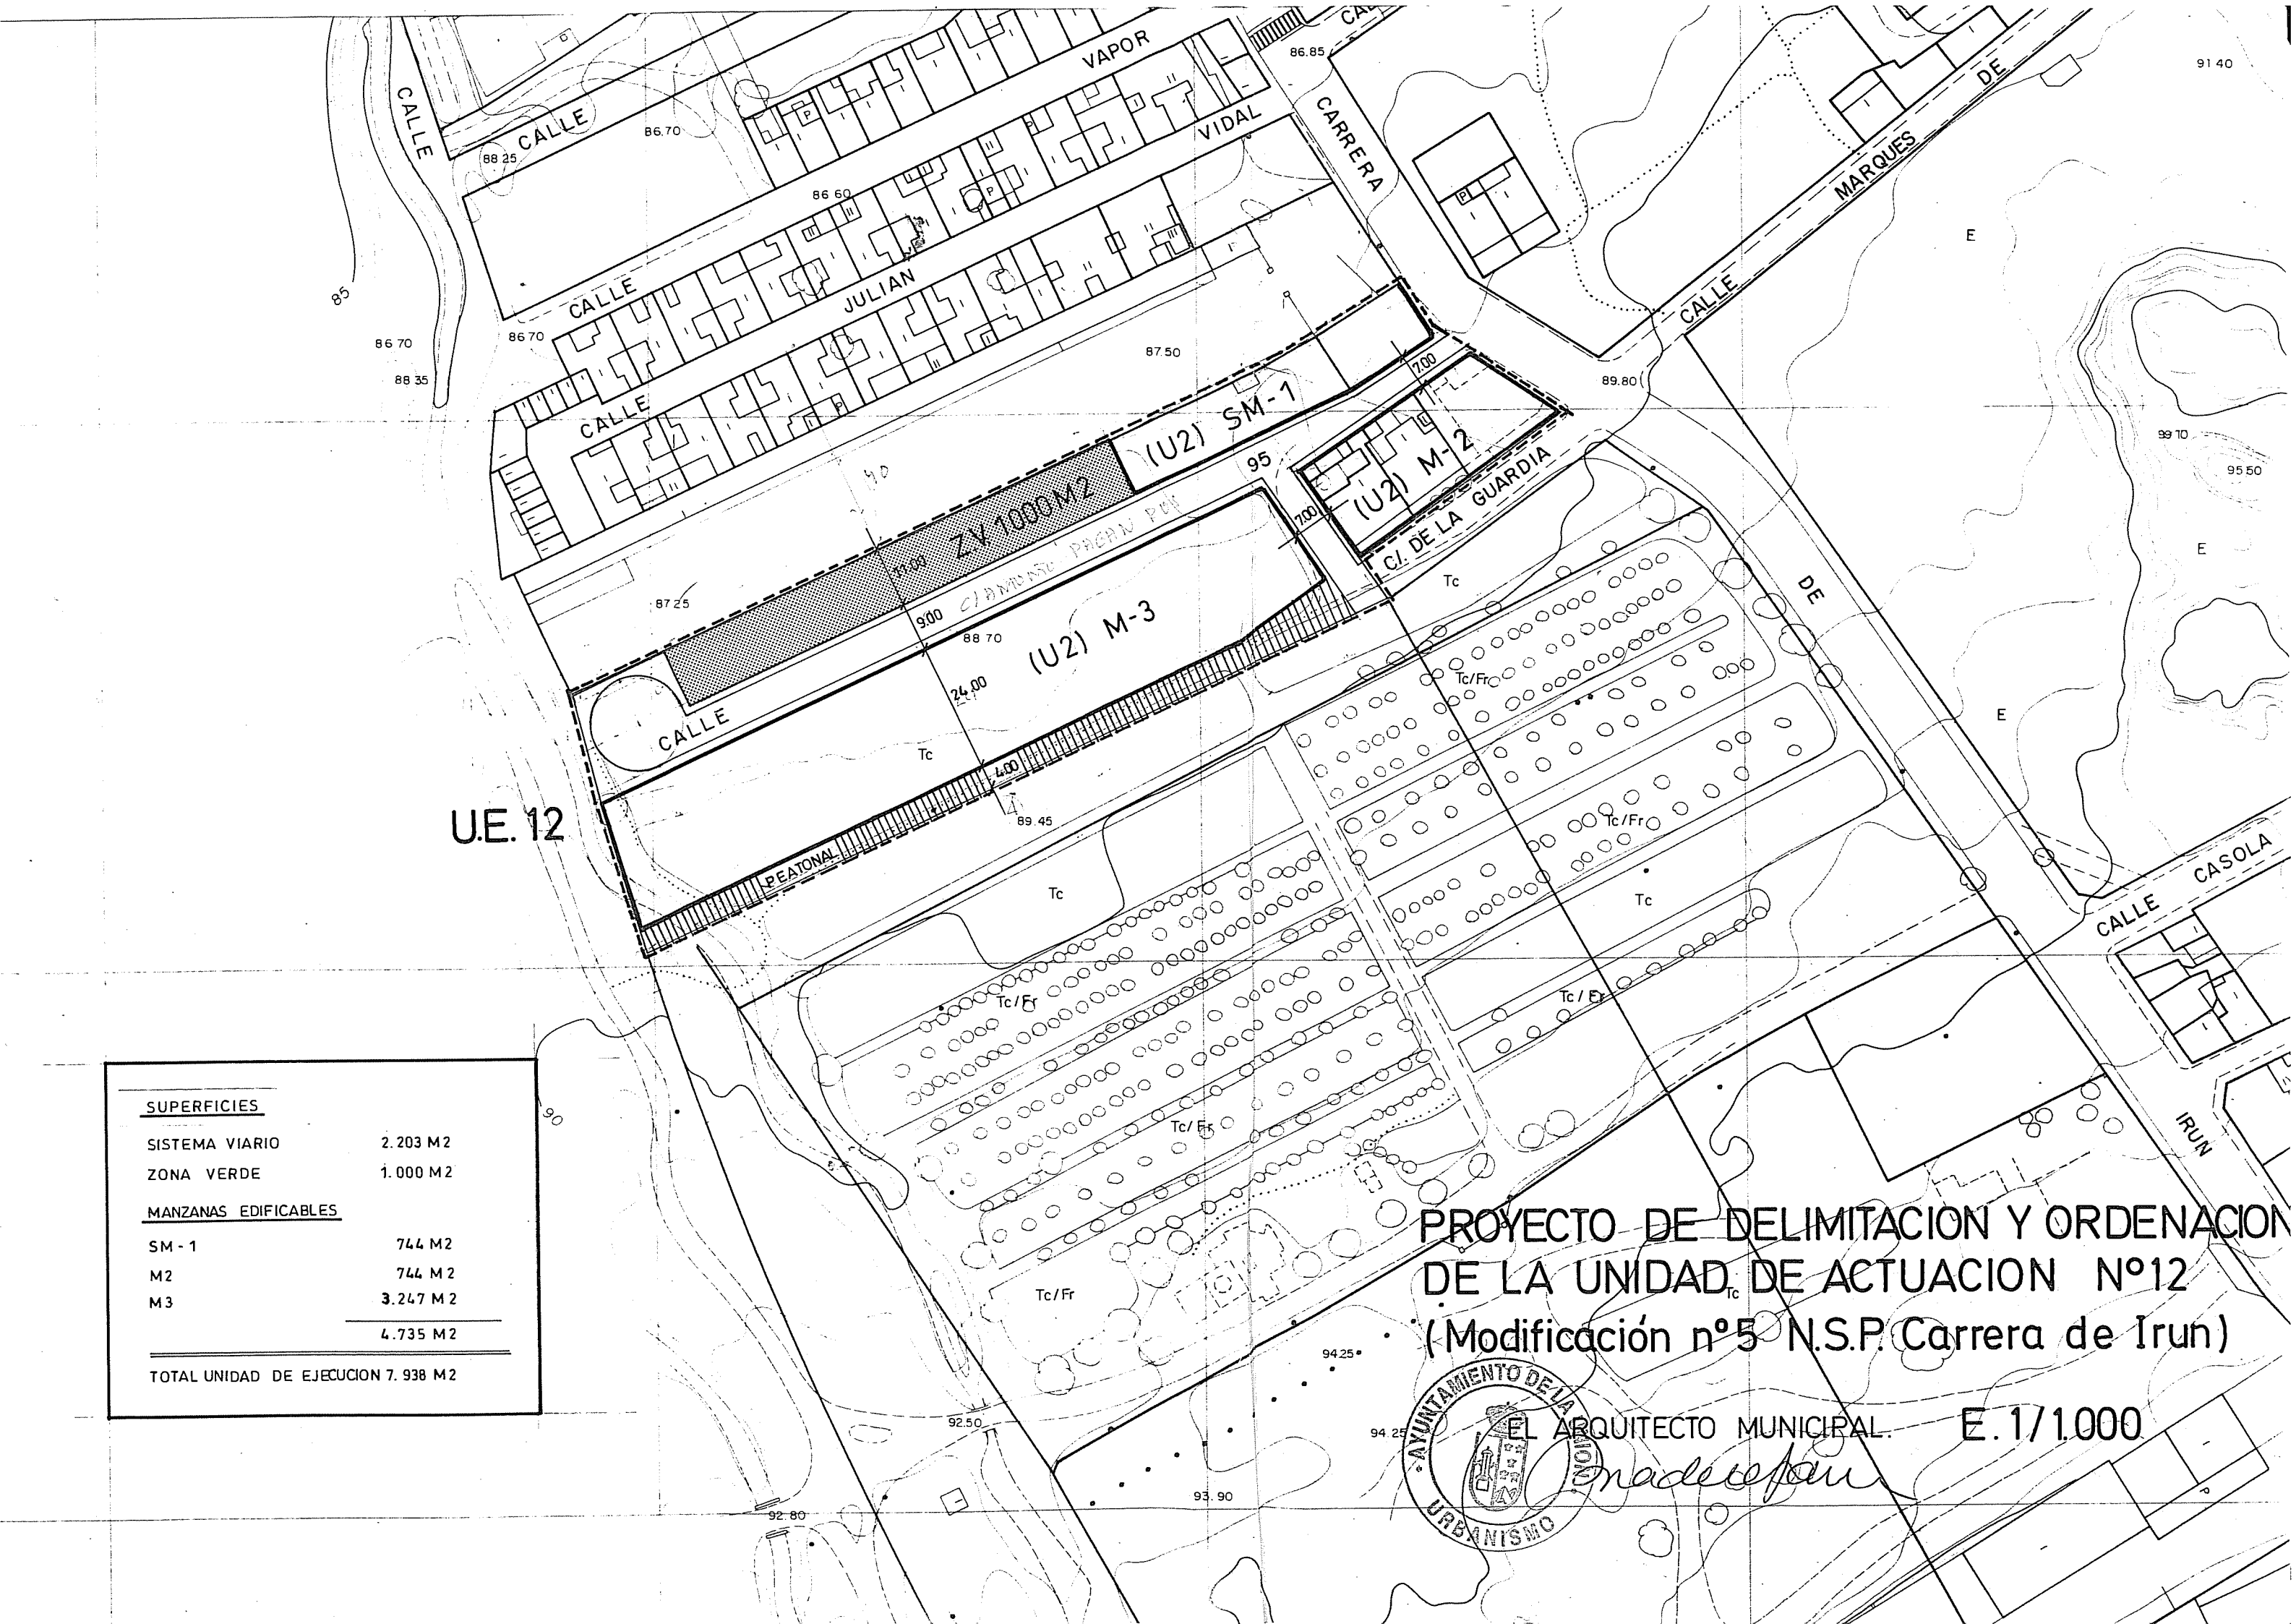 CALLE
CALLE
VAPOR
CA
86.85
91 40
DE
88 25
86.70
VIDAL
CARRERA
MARQUES
86 60
CALLE
JULIAN
85
86 70
88 35
86 70
CALLE
87.50
CALLE
E
7.00
89.80
(U2) SM-1
95
(U2) M-2
99 10
95 50
90
Z.V 1000 M2
11.00
7.00
C/. DE LA GUARDIA
E
87 25
9.00
C/ ANTONIO PAGAN
88 70
(U2) M-3
Tc
DE
24.00
CALLE
Tc
4.00
Tc/Fr
E
U.E. 12
89.45
PEATONAL
Tc/Fr
Tc
Tc
CALLE CASOLA
Tc/Fr
Tc/Fr
90
Tc/Fr
IRUN
Tc/Fr
SUPERFICIES
SISTEMA VIARIO 2.203 M2
ZONA VERDE 1.000 M2
MANZANAS EDIFICABLES
SM-1 744 M2
M2 744 M2
M3 3.247 M2
4.735 M2
TOTAL UNIDAD DE EJECUCION 7.938 M2
PROYECTO DE DELIMITACION Y ORDENACION
DE LA UNIDAD DE ACTUACION Nº12
Tc
(Modificación nº5 N.S.P. Carrera de Irun)
94.25
92.50
94.25
93.90
92.80
AYUNTAMIENTO DE LA UNION
URBANISMO
EL ARQUITECTO MUNICIPAL.
E. 1/1.000